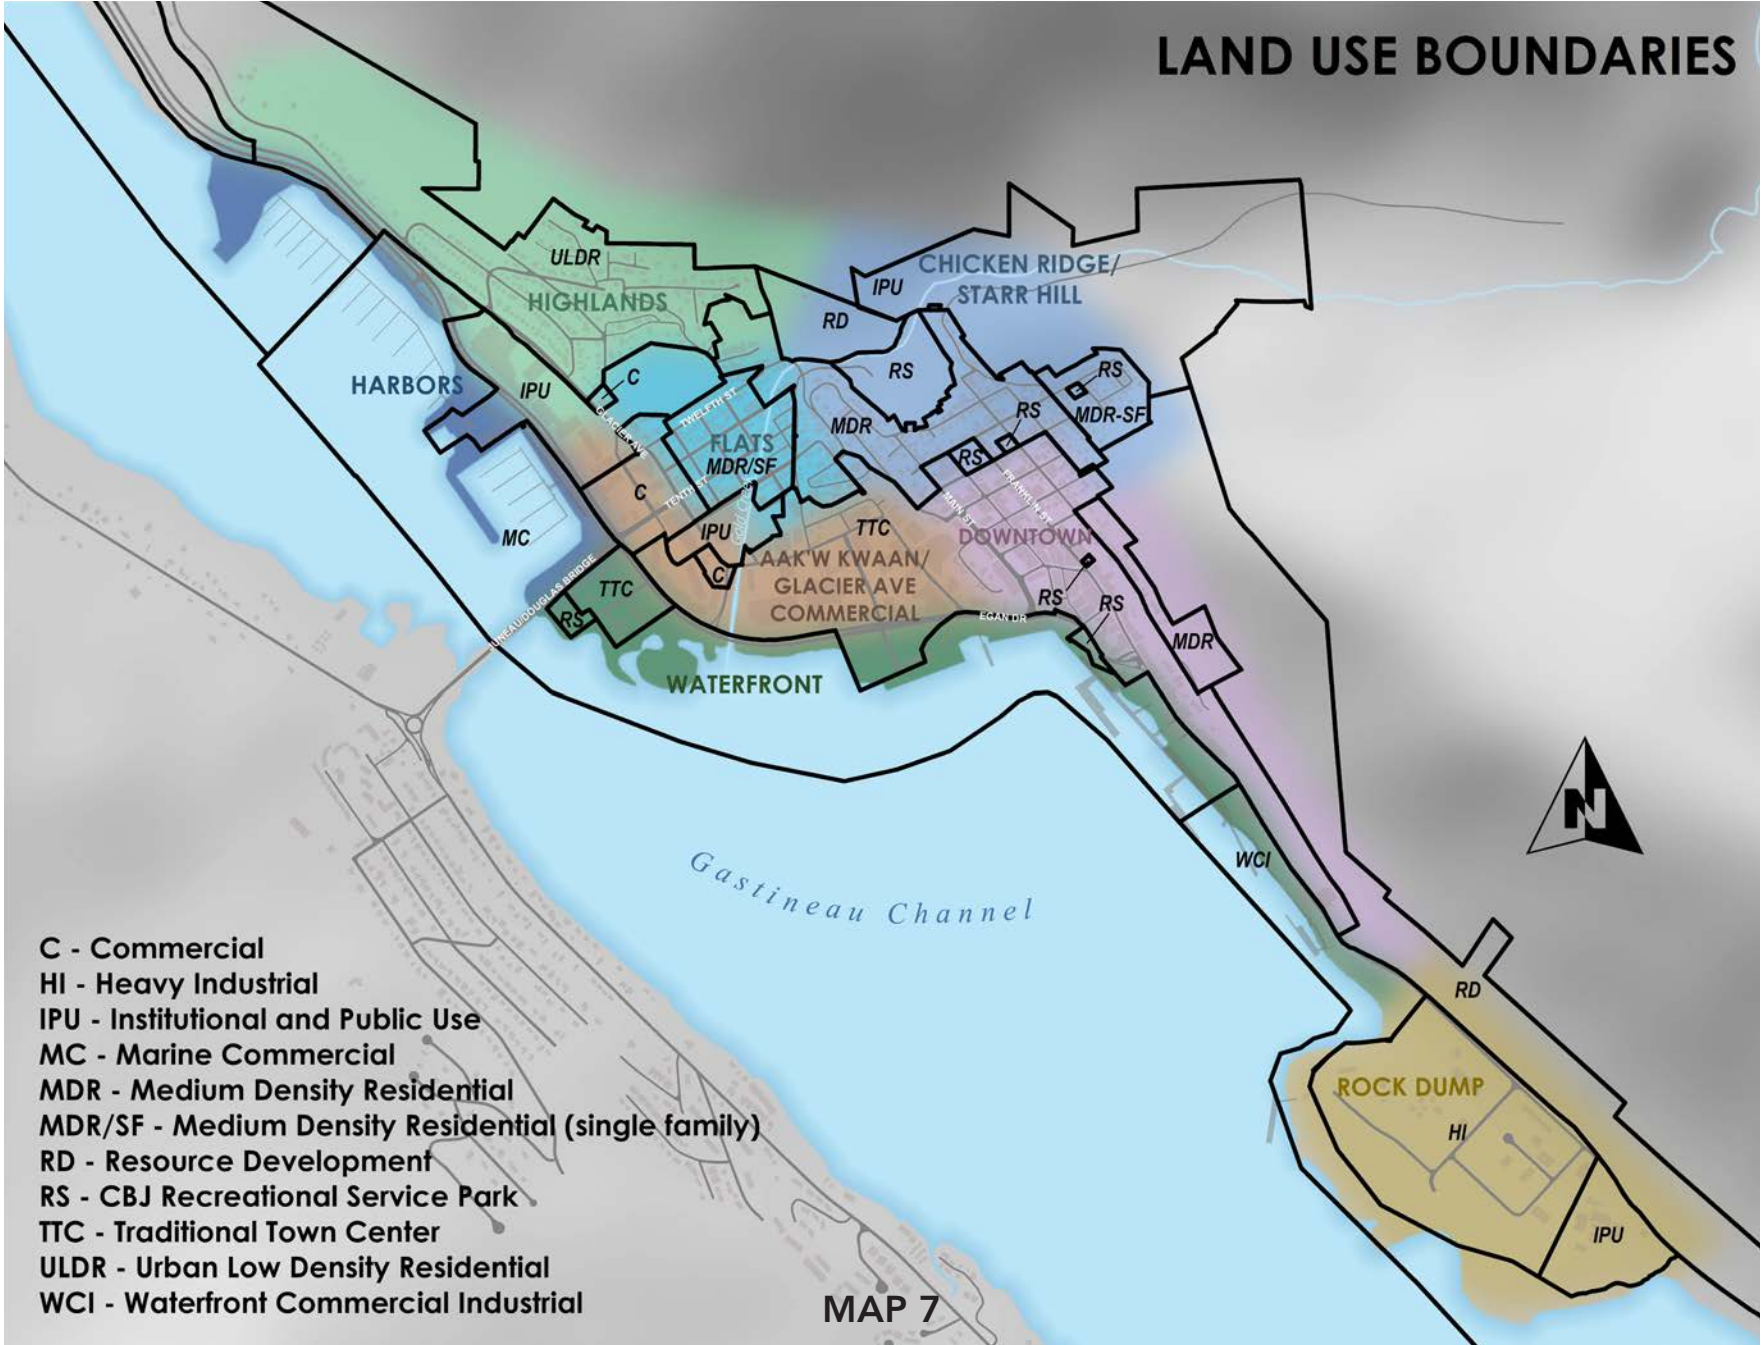 LAND USE BOUNDARIES
ULDR
HIGHLANDS
CHICKEN RIDGE/
STARR HILL
IPU
RD
RS
HARBORS
IPU
C
GLACIER AVE
TWELFTH ST
FLATS
MDR/SF
MDR
RS
RS
MDR-SF
RS
C
TENTH ST
IPU
C
MC
TTC
AAK'W KWAAN/
GLACIER AVE
COMMERCIAL
MAIN ST
FRANKLIN ST
DOWNTOWN
JUNEAU/DOUGLAS BRIDGE
TTC
RS
RS
RS
EGAN DR
MDR
WATERFRONT
N
WCI
Gastineau Channel
RD
ROCK DUMP
HI
IPU
C - Commercial
HI - Heavy Industrial
IPU - Institutional and Public Use
MC - Marine Commercial
MDR - Medium Density Residential
MDR/SF - Medium Density Residential (single family)
RD - Resource Development
RS - CBJ Recreational Service Park
TTC - Traditional Town Center
ULDR - Urban Low Density Residential
WCI - Waterfront Commercial Industrial
MAP 7